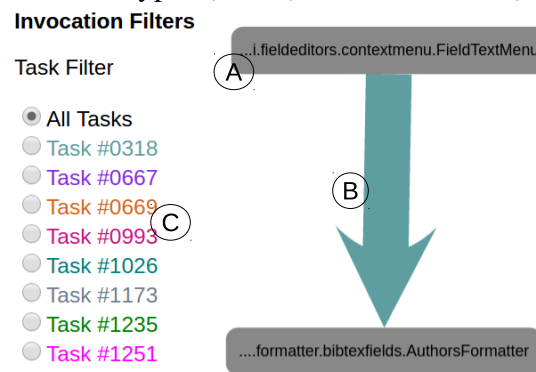 Invocation Filters
Task Filter
All Tasks
Task #0318
Task #0667
Task #0669
Task #0993
Task #1026
Task #1173
Task #1235
Task #1251
...i.fieldeditors.contextmenu.FieldTextMenu
A
B
C
....formatter.bibtexfields.AuthorsFormatter